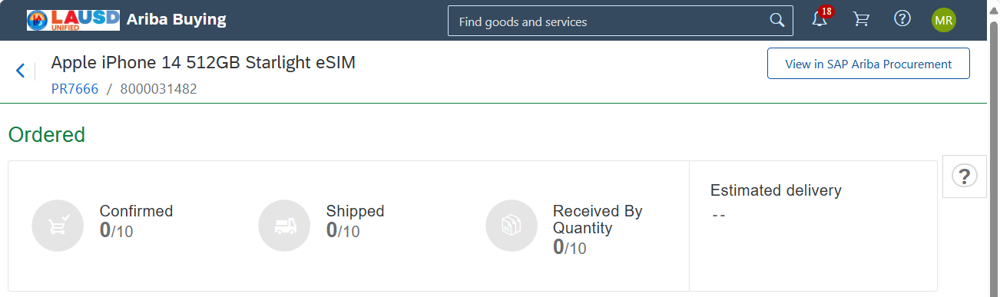 LAUSD UNIFIED Ariba Buying
Find goods and services
18
MR
Apple iPhone 14 512GB Starlight eSIM
View in SAP Ariba Procurement
PR7666 / 8000031482
Ordered
Confirmed
0/10
Shipped
0/10
Received By
Quantity
0/10
Estimated delivery
--
?